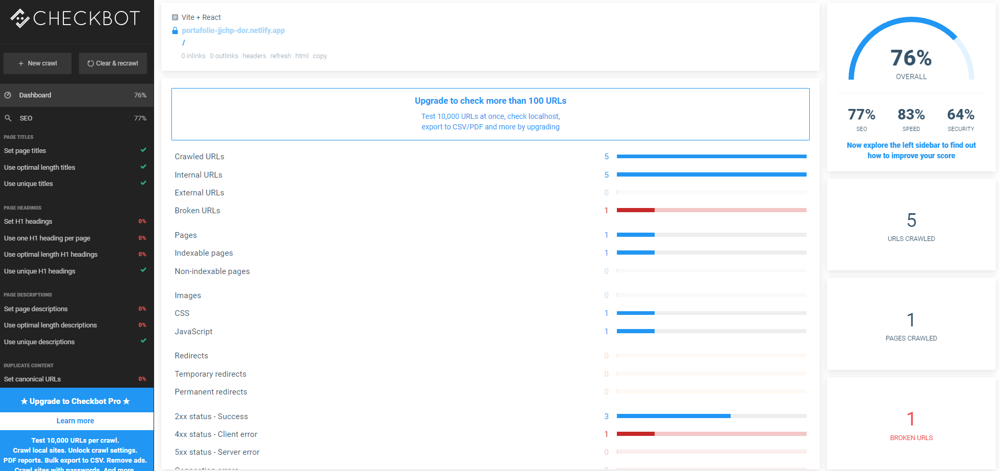 CHECKBOT
+ New crawl
Clear & recrawl
Dashboard 76%
SEO 77%
PAGE TITLES
Set page titles
Use optimal length titles
Use unique titles
PAGE HEADINGS
Set H1 headings 0%
Use one H1 heading per page 0%
Use optimal length H1 headings 0%
Use unique H1 headings
PAGE DESCRIPTIONS
Set page descriptions 0%
Use optimal length descriptions 0%
Use unique descriptions
DUPLICATE CONTENT
Set canonical URLs 0%
★ Upgrade to Checkbot Pro ★
Learn more
Test 10,000 URLs per crawl.
Crawl local sites. Unlock crawl settings.
PDF reports. Bulk export to CSV. Remove ads.
Crawl sites with passwords. And more
Vite + React
portafolio-jjchp-dor.netlify.app
/
0 inlinks 0 outlinks headers refresh html copy
Upgrade to check more than 100 URLs
Test 10,000 URLs at once, check localhost,
export to CSV/PDF and more by upgrading
Crawled URLs 5
Internal URLs 5
External URLs 0
Broken URLs 1
Pages 1
Indexable pages 1
Non-indexable pages 0
Images 0
CSS 1
JavaScript 1
Redirects 0
Temporary redirects 0
Permanent redirects 0
2xx status - Success 3
4xx status - Client error 1
5xx status - Server error 0
Connection errors 0
76%
OVERALL
77% 83% 64%
SEO SPEED SECURITY
Now explore the left sidebar to find out
how to improve your score
5
URLS CRAWLED
1
PAGES CRAWLED
1
BROKEN URLS